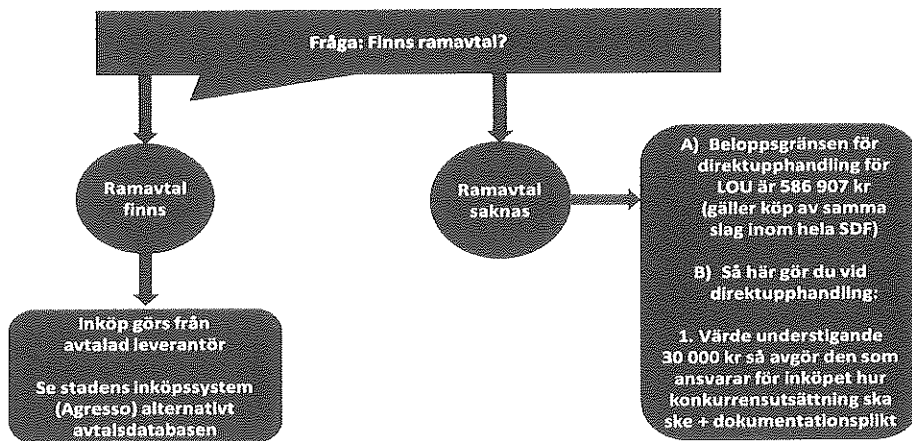 Fråga: Finns ramavtal?
Ramavtal
finns
Ramavtal
saknas
Inköp görs från
avtalad leverantör
Se stadens inköpssystem
(Agresso) alternativt
avtalsdatabasen
A) Beloppsgränsen för
direktupphandling för
LOU är 586 907 kr
(gäller köp av samma
slag inom hela SDF)
B) Så här gör du vid
direktupphandling:
1. Värde understigande
30 000 kr så avgör den som
ansvarar för inköpet hur
konkurrensutsättning ska
ske + dokumentationsplikt